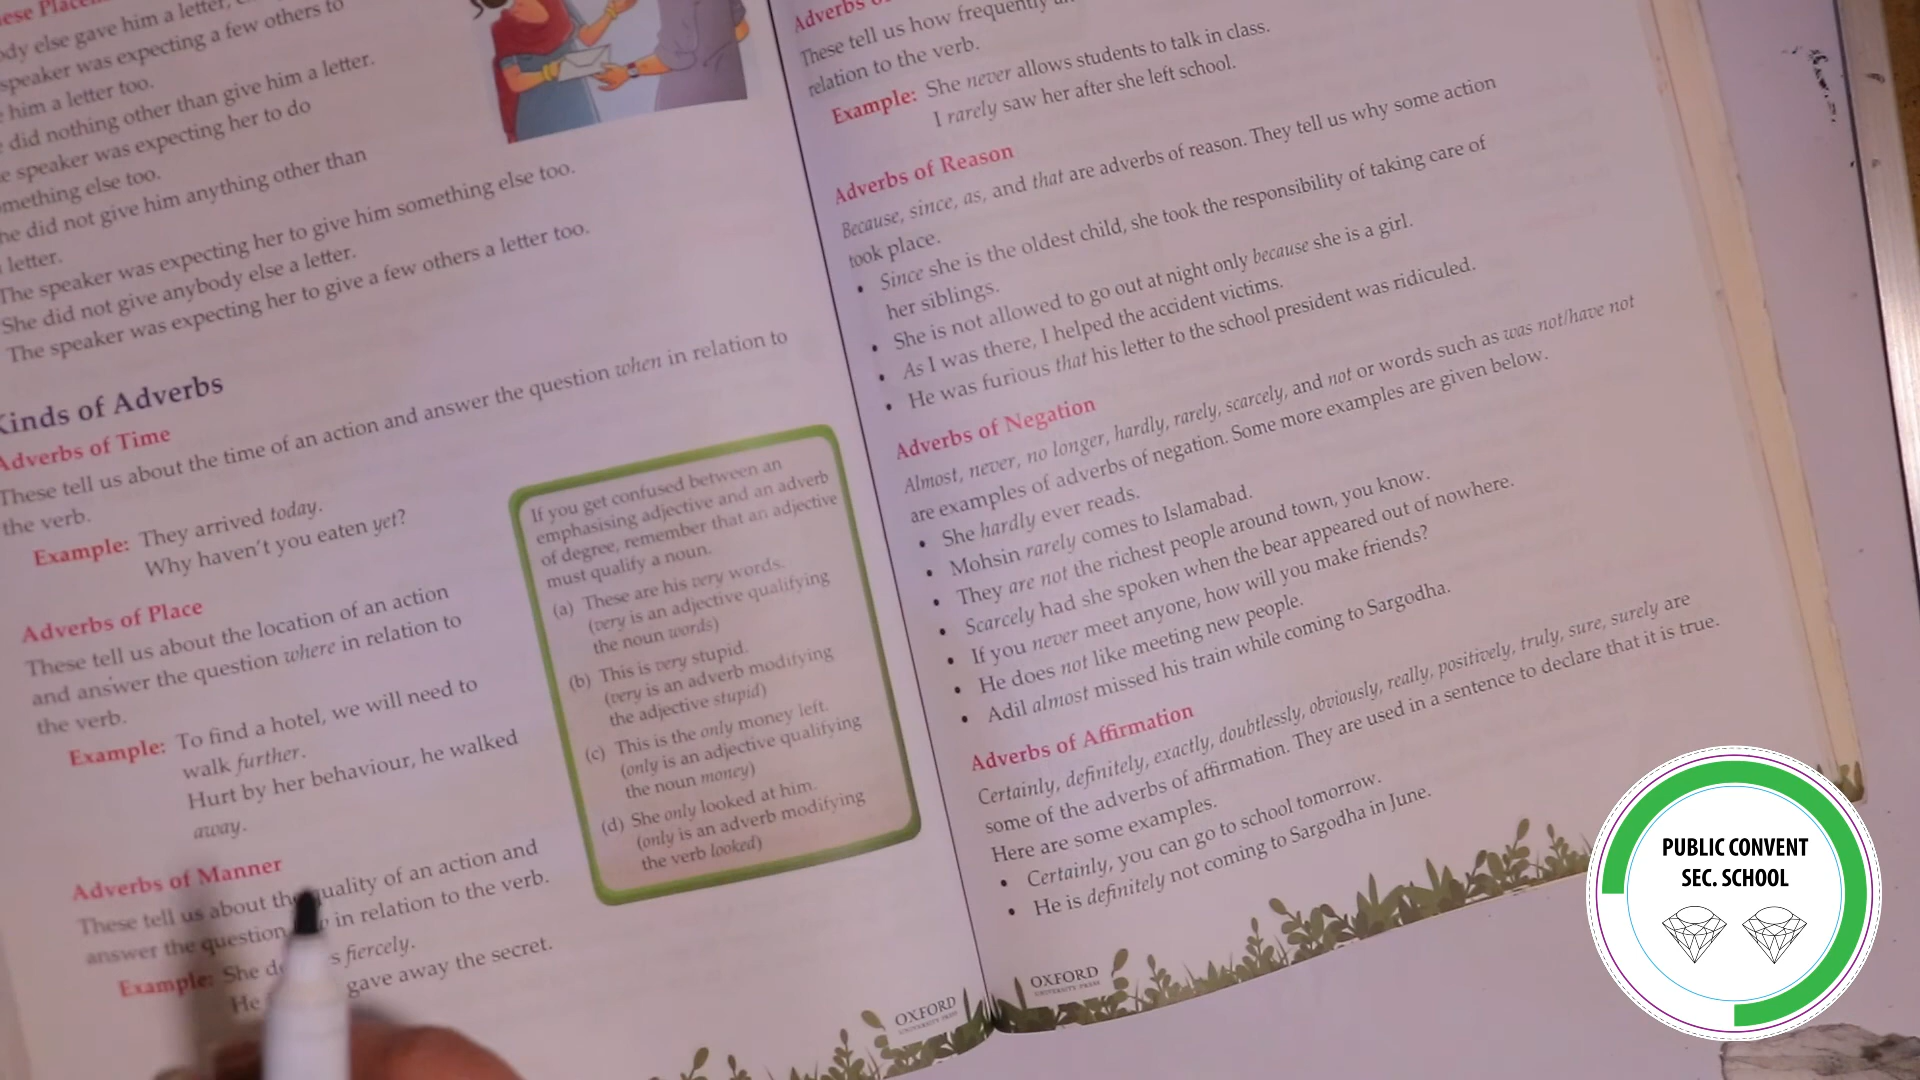 ese Placem
ody else gave him a letter,
speaker was expecting a few others to
him a letter too.
did nothing other than give him a letter.
e speaker was expecting her to do
mething else too.
he did not give him anything other than
letter.
The speaker was expecting her to give him something else too.
She did not give anybody else a letter.
The speaker was expecting her to give a few others a letter too.
Kinds of Adverbs
Adverbs of Time
These tell us about the time of an action and answer the question when in relation to
the verb.
Example: They arrived today.
Why haven't you eaten yet?
Adverbs of Place
These tell us about the location of an action
and answer the question where in relation to
the verb.
Example: To find a hotel, we will need to
walk further.
Hurt by her behaviour, he walked
away.
Adverbs of Manner
These tell us about the quality of an action and
answer the question in relation to the verb.
Example: She fiercely.
He gave away the secret.
If you get confused between an
emphasising adjective and an adverb
of degree, remember that an adjective
must qualify a noun.
(a) These are his very words.
(very is an adjective qualifying
the noun words)
(b) This is very stupid.
(very is an adverb modifying
the adjective stupid)
(c) This is the only money left.
(only is an adjective qualifying
the noun money)
(d) She only looked at him.
(only is an adverb modifying
the verb looked)
OXFORD
UNIVERSITY PRESS
Adverbs
These tell us how frequently
relation to the verb.
Example: She never allows students to talk in class.
I rarely saw her after she left school.
Adverbs of Reason
Because, since, as, and that are adverbs of reason. They tell us why some action
took place.
• Since she is the oldest child, she took the responsibility of taking care of
her siblings.
• She is not allowed to go out at night only because she is a girl.
• As I was there, I helped the accident victims.
• He was furious that his letter to the school president was ridiculed.
Adverbs of Negation
Almost, never, no longer, hardly, rarely, scarcely, and not or words such as was not/have not
are examples of adverbs of negation. Some more examples are given below.
• She hardly ever reads.
• Mohsin rarely comes to Islamabad.
• They are not the richest people around town, you know.
• Scarcely had she spoken when the bear appeared out of nowhere.
• If you never meet anyone, how will you make friends?
• He does not like meeting new people.
• Adil almost missed his train while coming to Sargodha.
Adverbs of Affirmation
Certainly, definitely, exactly, doubtlessly, obviously, really, positively, truly, sure, surely are
some of the adverbs of affirmation. They are used in a sentence to declare that it is true.
Here are some examples.
• Certainly, you can go to school tomorrow.
• He is definitely not coming to Sargodha in June.
OXFORD
UNIVERSITY PRESS
PUBLIC CONVENT
SEC. SCHOOL